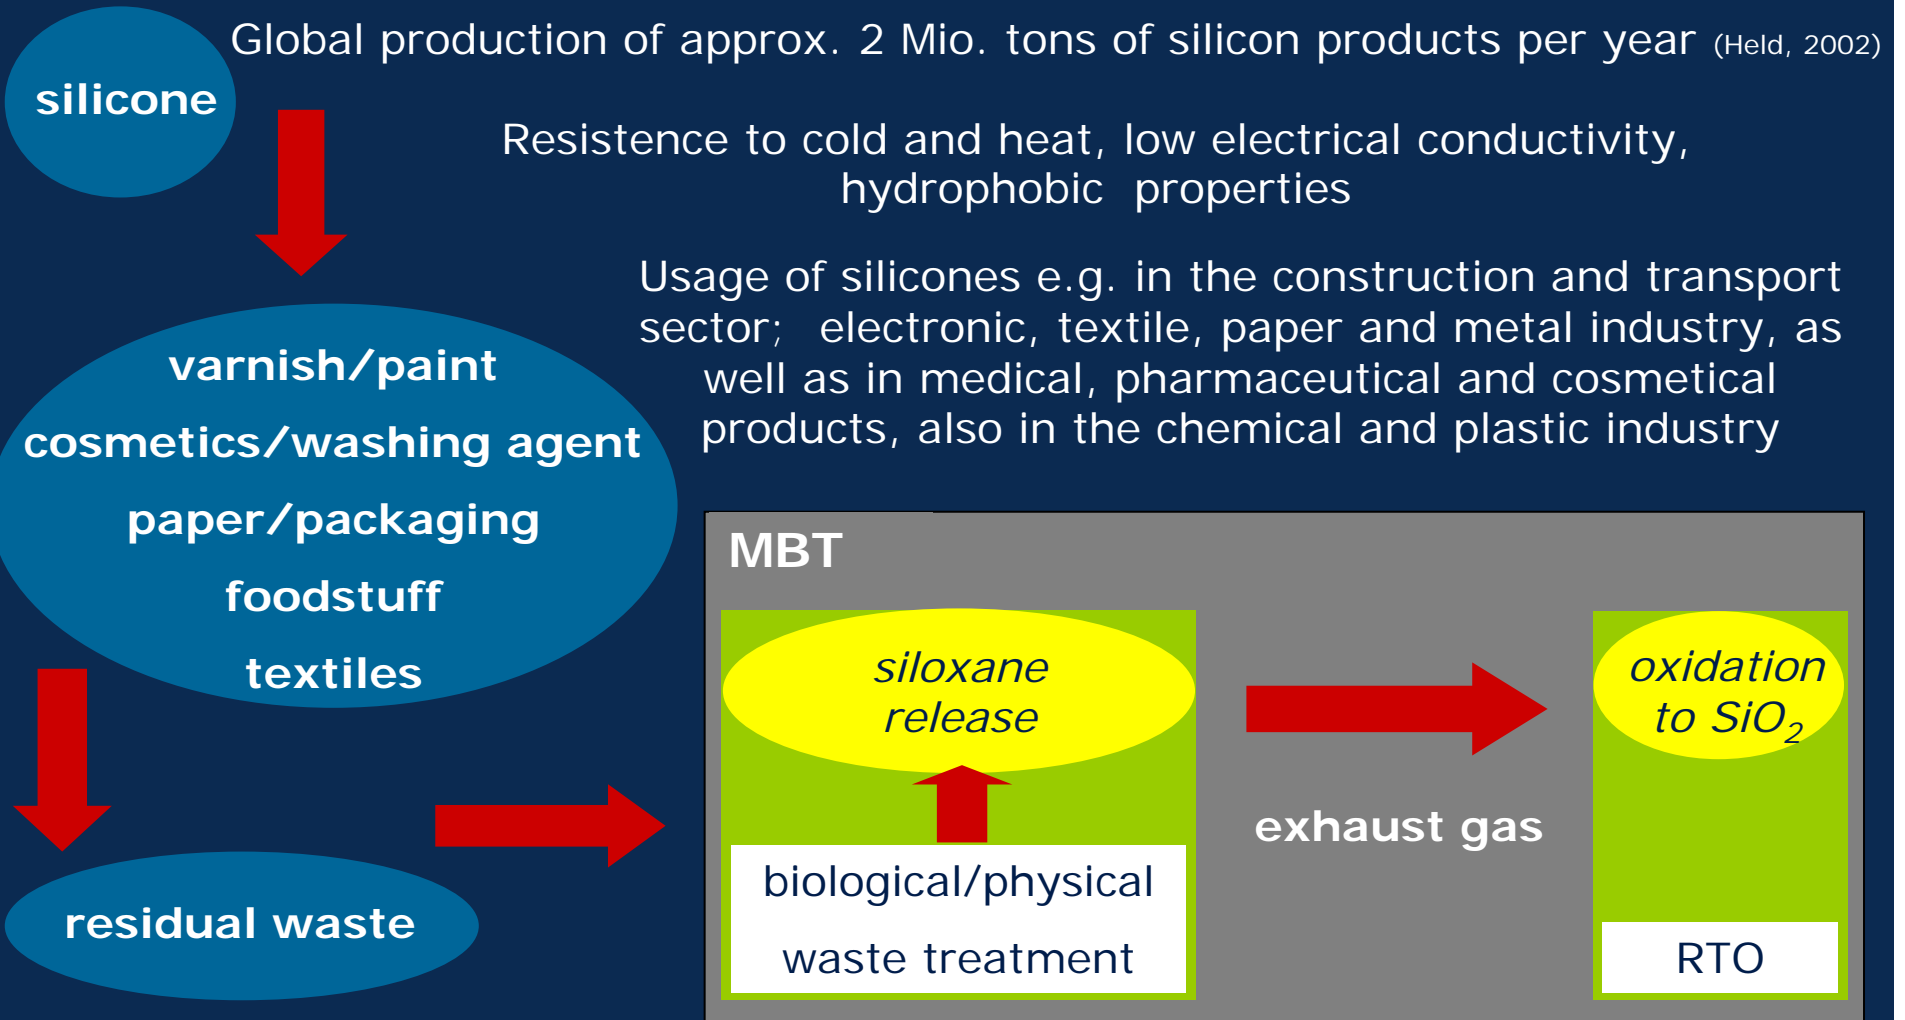 Global production of approx. 2 Mio. tons of silicon products per year (Held, 2002)
silicone
Resistence to cold and heat, low electrical conductivity,
hydrophobic properties
Usage of silicones e.g. in the construction and transport
sector; electronic, textile, paper and metal industry, as
well as in medical, pharmaceutical and cosmetical
products, also in the chemical and plastic industry
varnish/paint
cosmetics/washing agent
paper/packaging
foodstuff
textiles
residual waste
MBT
siloxane
release
biological/physical
waste treatment
exhaust gas
oxidation
to SiO₂
RTO